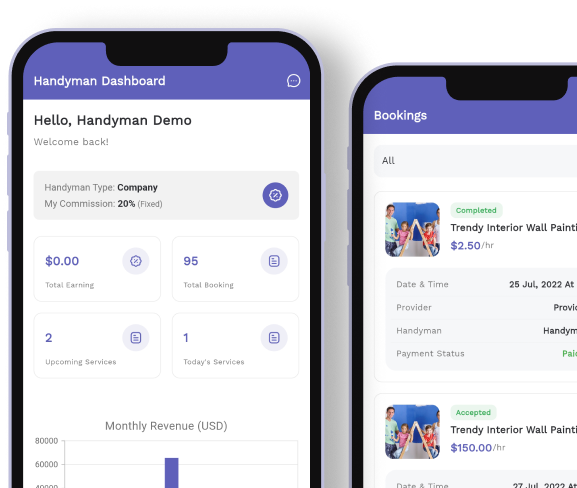 Handyman Dashboard
Hello, Handyman Demo
Welcome back!
Handyman Type: Company
My Commission: 20% (Fixed)
$0.00
Total Earning
95
Total Booking
2
Upcoming Services
1
Today's Services
Monthly Revenue (USD)
80000
60000
Bookings
All
Completed
Trendy Interior Wall Painti
$2.50/hr
Date & Time 25 Jul, 2022 At
Provider Provi
Handyman Handym
Payment Status Paid
Accepted
Trendy Interior Wall Painti
$150.00/hr
Date & Time 27 Jul, 2022 At